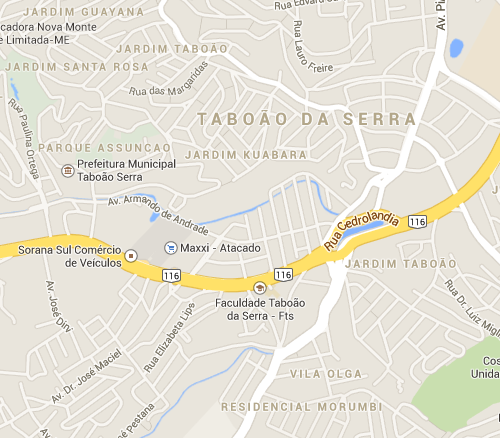 Rua Edvard
JARDIM GUAYANA
Av. Pi
cadora Nova Monte
e Limitada-ME
Rua Lauro
Freire
JARDIM TABOÃO
JARDIM SANTA ROSA
Rua das Margaridas
Rua Paulina Ortega
TABOÃO DA SERRA
PARQUE ASSUNCAO
JARDIM KUABARA
Prefeitura Municipal
Taboão Serra
Av. Armando de Andrade
Rua Cedrolandia
116
Maxxi - Atacado
Sorana Sul Comércio
de Veículos
116
116
JARDIM TABOÃO
Faculdade Taboão
da Serra - Fts
Av. José Dirvi
Rua Elizabeta Lips
Rua Dr. Luiz Migli
Av. Dr. José Maciel
Cos
Unida
VILA OLGA
RESIDENCIAL MORUMBI
José Pestana